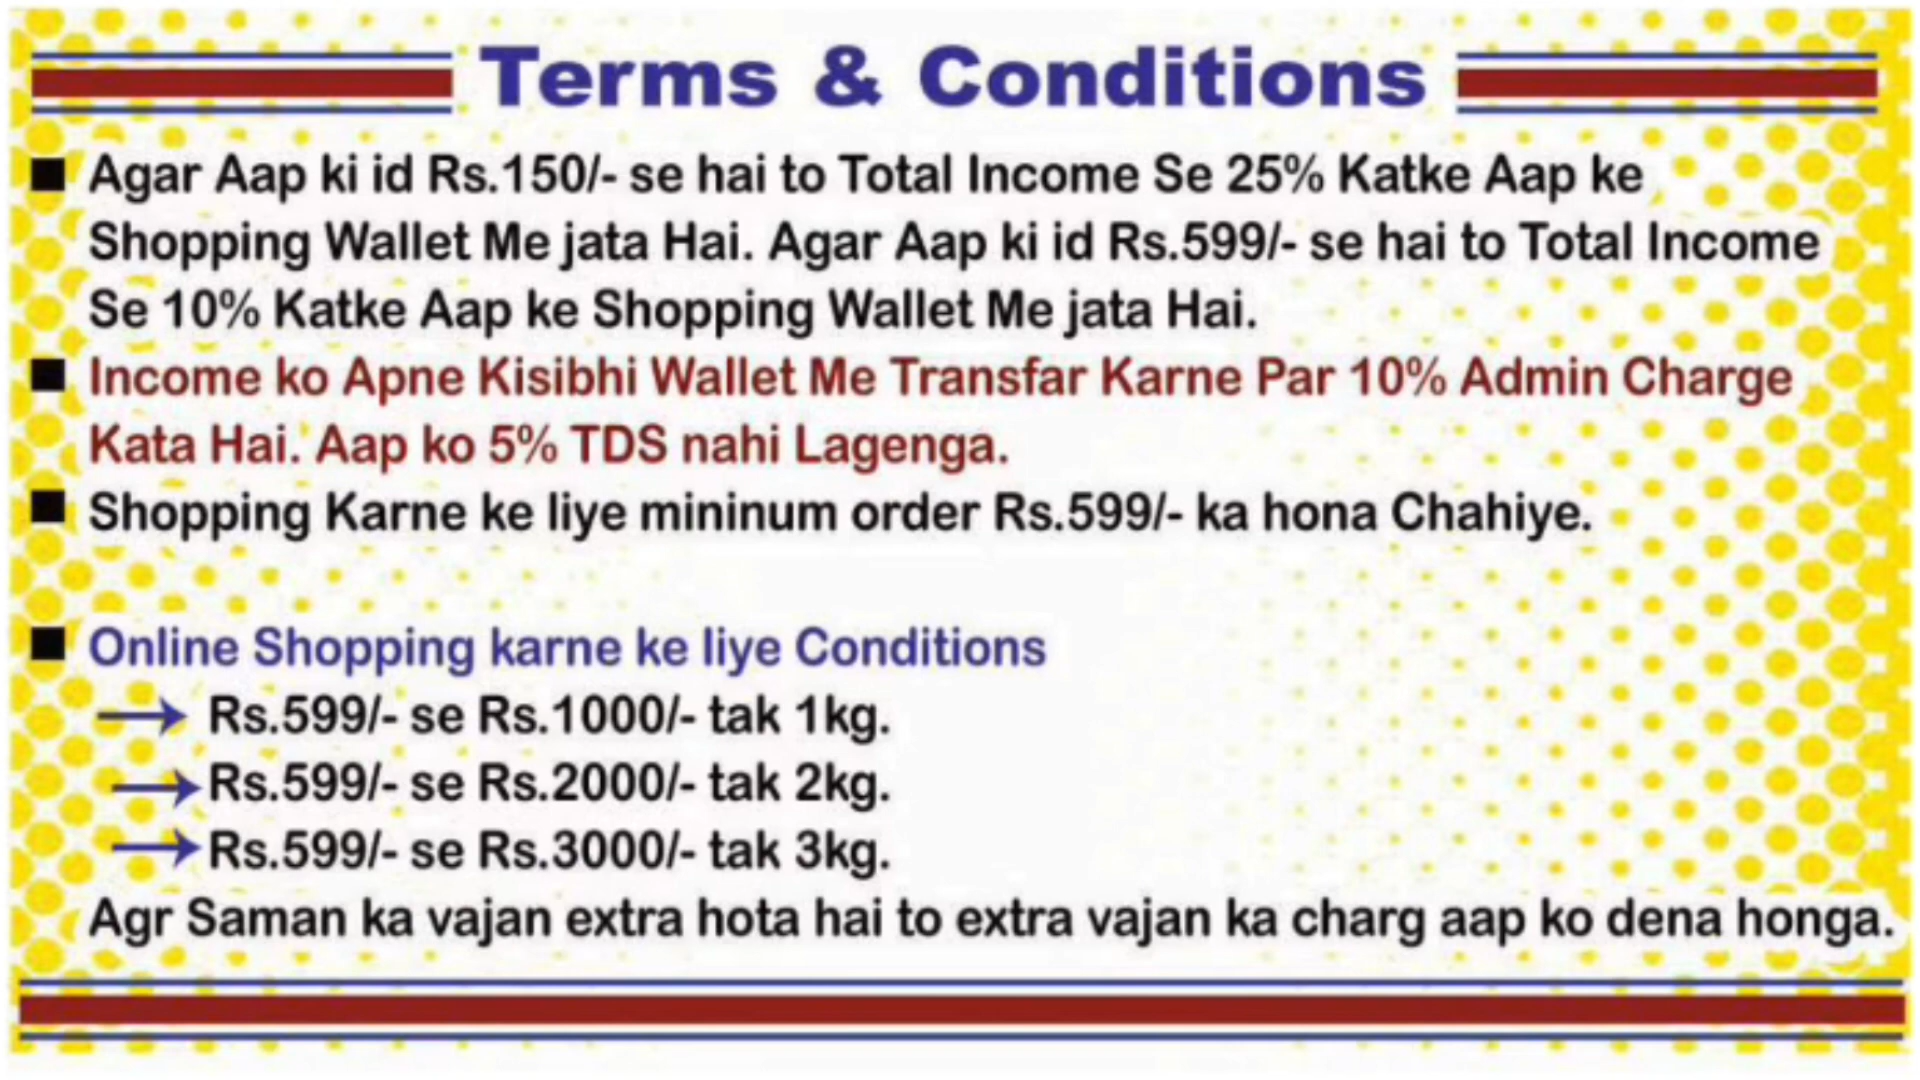 Terms & Conditions
Agar Aap ki id Rs.150/- se hai to Total Income Se 25% Katke Aap ke
Shopping Wallet Me jata Hai. Agar Aap ki id Rs.599/- se hai to Total Income
Se 10% Katke Aap ke Shopping Wallet Me jata Hai.
Income ko Apne Kisibhi Wallet Me Transfar Karne Par 10% Admin Charge
Kata Hai. Aap ko 5% TDS nahi Lagenga.
Shopping Karne ke liye mininum order Rs.599/- ka hona Chahiye.
Online Shopping karne ke liye Conditions
Rs.599/- se Rs.1000/- tak 1kg.
Rs.599/- se Rs.2000/- tak 2kg.
Rs.599/- se Rs.3000/- tak 3kg.
Agr Saman ka vajan extra hota hai to extra vajan ka charg aap ko dena honga.